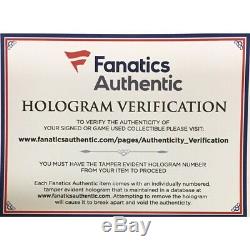 Fanatics
Authentic
HOLOGRAM VERIFICATION
TO VERIFY THE AUTHENTICITY OF
YOUR SIGNED OR GAME USED COLLECTIBLE PLEASE VISIT:
www.fanaticsauthentic.com/pages/Authenticity_Verification
YOU MUST HAVE THE TAMPER EVIDENT HOLOGRAM NUMBER
FROM YOUR ITEM TO PROCEED
Each Fanatics Authentic item comes with an individually numbered,
tamper evident hologram that is maintained in a database at
www.fanaticsauthentic.com. Attempting to remove the hologram
will cause it to break apart and void the authenticity.